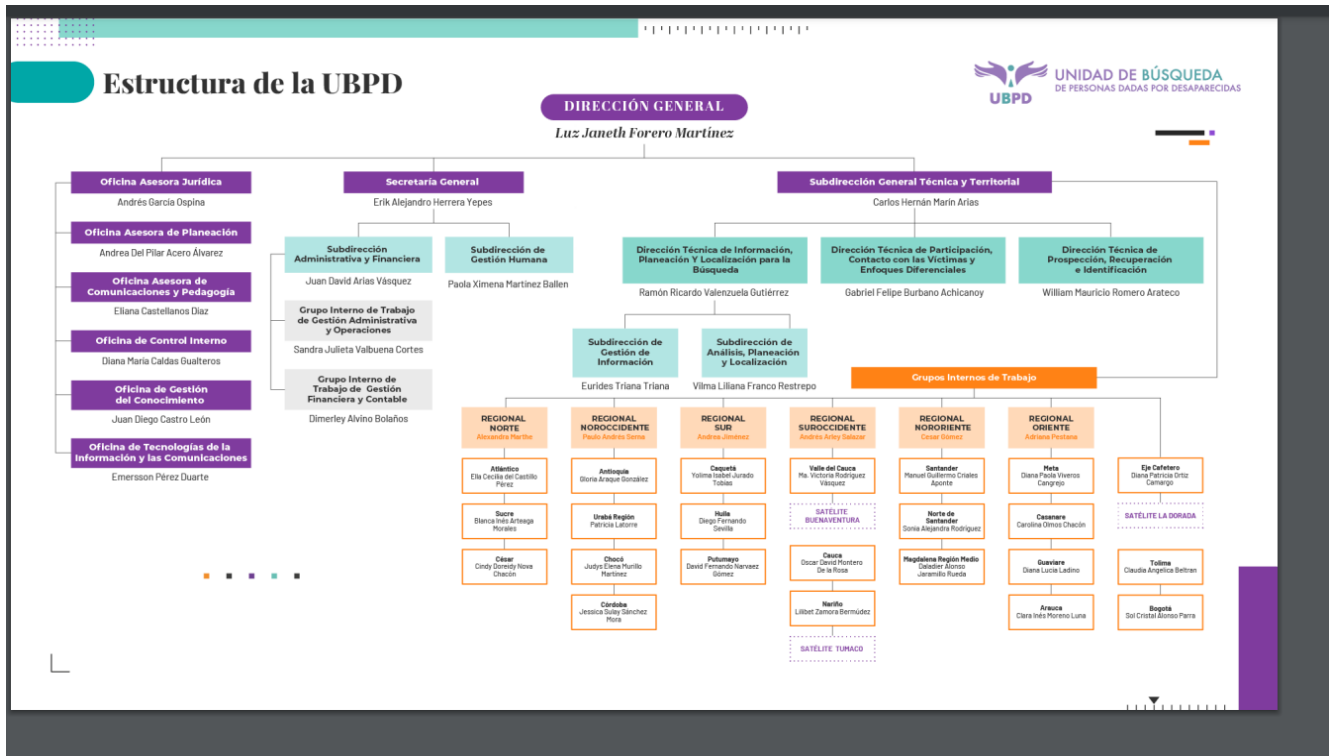 Estructura de la UBPD
UBPD
UNIDAD DE BÚSQUEDA
DE PERSONAS DADAS POR DESAPARECIDAS
DIRECCIÓN GENERAL
Luz Janeth Forero Martínez
Oficina Asesora Jurídica
Andrés García Ospina
Oficina Asesora de Planeación
Andrea Del Pilar Acero Álvarez
Oficina Asesora de
Comunicaciones y Pedagogía
Eliana Castellanos Díaz
Oficina de Control Interno
Diana María Caldas Gualteros
Oficina de Gestión
del Conocimiento
Juan Diego Castro León
Oficina de Tecnologías de la
Información y las Comunicaciones
Emersson Pérez Duarte
Secretaría General
Erik Alejandro Herrera Yepes
Subdirección
Administrativa y Financiera
Juan David Arias Vásquez
Grupo Interno de Trabajo
de Gestión Administrativa
y Operaciones
Sandra Julieta Valbuena Cortes
Grupo Interno de
Trabajo de Gestión
Financiera y Contable
Dimerley Alvino Bolaños
Subdirección de
Gestión Humana
Paola Ximena Martínez Ballen
Subdirección General Técnica y Territorial
Carlos Hernán Marín Arias
Dirección Técnica de Información,
Planeación Y Localización para la
Búsqueda
Ramón Ricardo Valenzuela Gutiérrez
Subdirección de
Gestión de
Información
Eurides Triana Triana
Subdirección de
Análisis, Planeación
y Localización
Vilma Liliana Franco Restrepo
Dirección Técnica de Participación,
Contacto con las Víctimas y
Enfoques Diferenciales
Gabriel Felipe Burbano Achicanoy
Dirección Técnica de
Prospección, Recuperación
e Identificación
William Mauricio Romero Arateco
Grupos Internos de Trabajo
REGIONAL
NORTE
Alexandra Marthe
Atlántico
Ella Cecilia del Castillo
Pérez
Sucre
Blanca Inés Arteaga
Morales
César
Cindy Doreidy Nova
Chacón
REGIONAL
NOROCCIDENTE
Paulo Andrés Serna
Antioquia
Gloria Araque González
Urabá Región
Patricia Latorre
Chocó
Judys Elena Murillo
Martínez
Córdoba
Jessica Sulay Sánchez
Mora
REGIONAL
SUR
Andrea Jiménez
Caquetá
Yolima Isabel Jurado
Tobias
Huila
Diego Fernando
Sevilla
Putumayo
David Fernando Narvaez
Gómez
REGIONAL
SUROCCIDENTE
Andrés Arley Salazar
Valle del Cauca
Ma. Victoria Rodríguez
Vásquez
SATÉLITE
BUENAVENTURA
Cauca
Oscar David Montero
De la Rosa
Nariño
Lilibet Zamora Bermúdez
SATÉLITE TUMACO
REGIONAL
NORORIENTE
Cesar Gómez
Santander
Manuel Guillermo Criales
Aponte
Norte de
Santander
Sonia Alejandra Rodríguez
Magdalena Región Medio
Daladier Alonso
Jaramillo Rueda
REGIONAL
ORIENTE
Adriana Pestana
Meta
Diana Paola Viveros
Cangrejo
Casanare
Carolina Olmos Chacón
Guaviare
Diana Lucía Ladino
Arauca
Clara Inés Moreno Luna
Eje Cafetero
Diana Patricia Ortiz
Camargo
SATÉLITE LA DORADA
Tolima
Claudia Angelica Beltran
Bogotá
Sol Cristal Alonso Parra